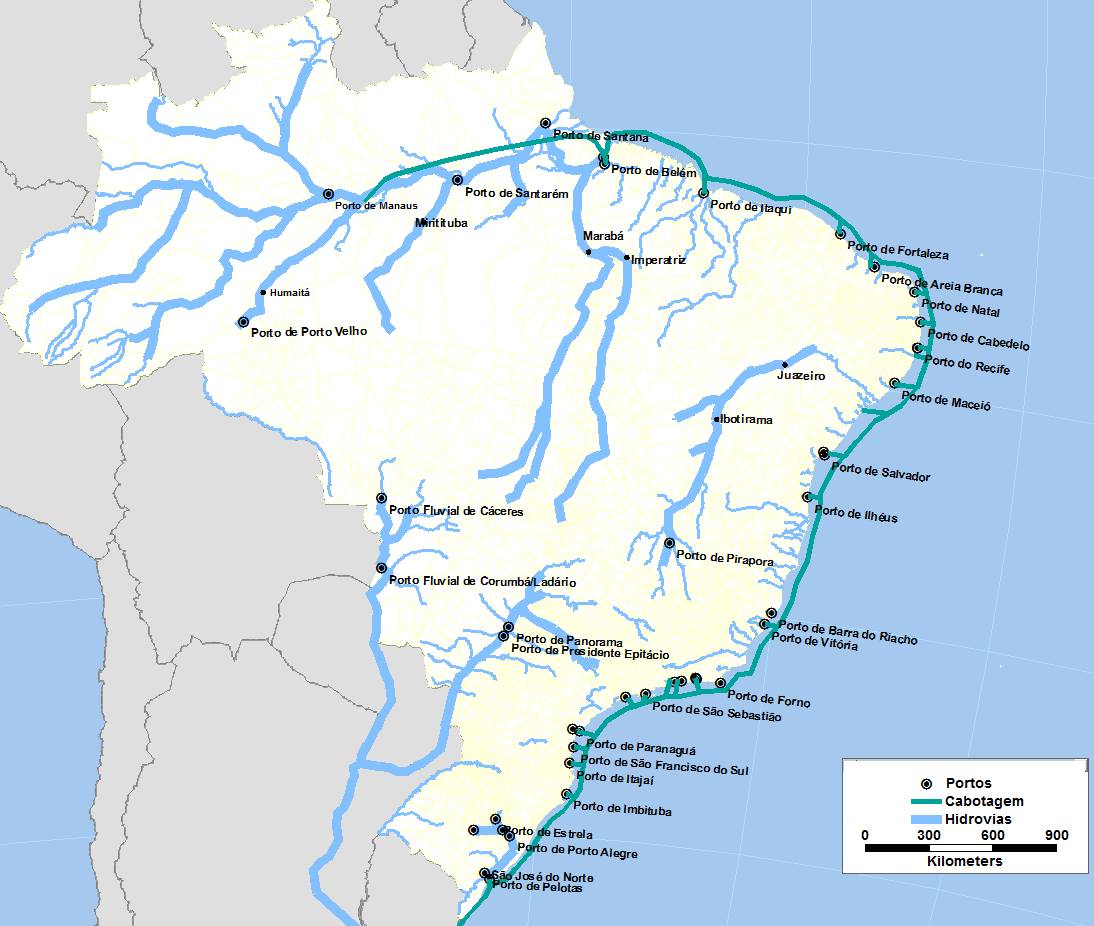 Porto de Santana
Porto de Belém
Porto de Santarém
Porto de Manaus
Porto de Itaqui
Miritituba
Marabá
Imperatriz
Porto de Fortaleza
Porto de Areia Branca
Humaitá
Porto de Natal
Porto de Porto Velho
Porto de Cabedelo
Porto do Recife
Juazeiro
Porto de Maceió
Ibotirama
Porto de Salvador
Porto Fluvial de Cáceres
Porto de Ilhéus
Porto de Pirapora
Porto Fluvial de Corumbá/Ladário
Porto de Barra do Riacho
Porto de Panorama
Porto de Vitória
Porto de Presidente Epitácio
Porto de Forno
Porto de São Sebastião
Porto de Paranaguá
Porto de São Francisco do Sul
Porto de Itajaí
Porto de Imbituba
Porto de Estrela
Porto de Porto Alegre
São José do Norte
Porto de Pelotas
Portos
Cabotagem
Hidrovias
0 300 600 900
Kilometers